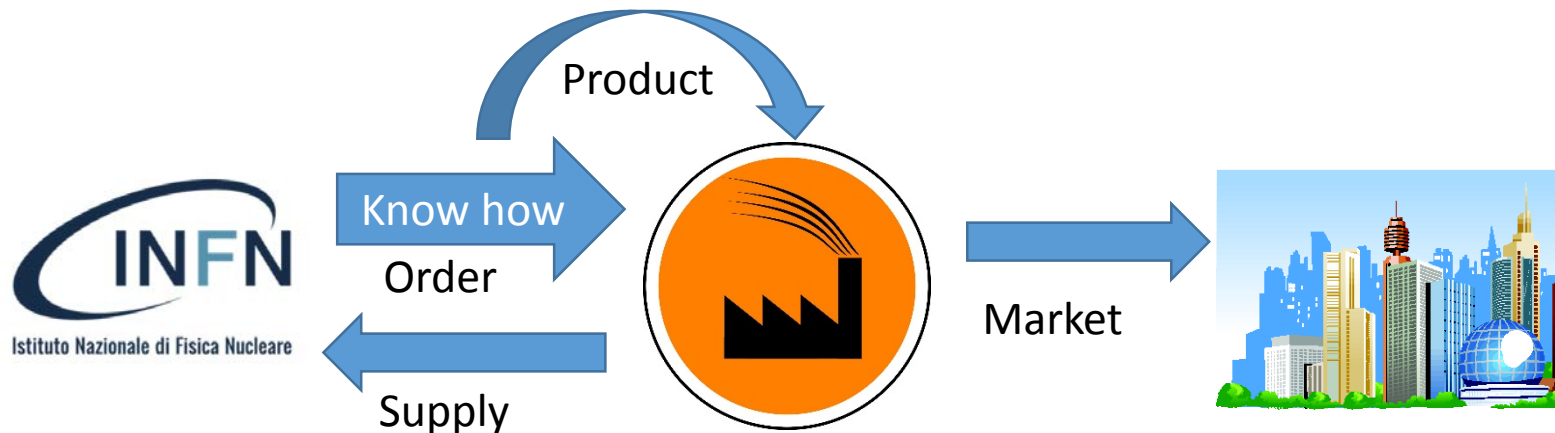 Product
Know how
Order
INFN
Istituto Nazionale di Fisica Nucleare
Supply
Market